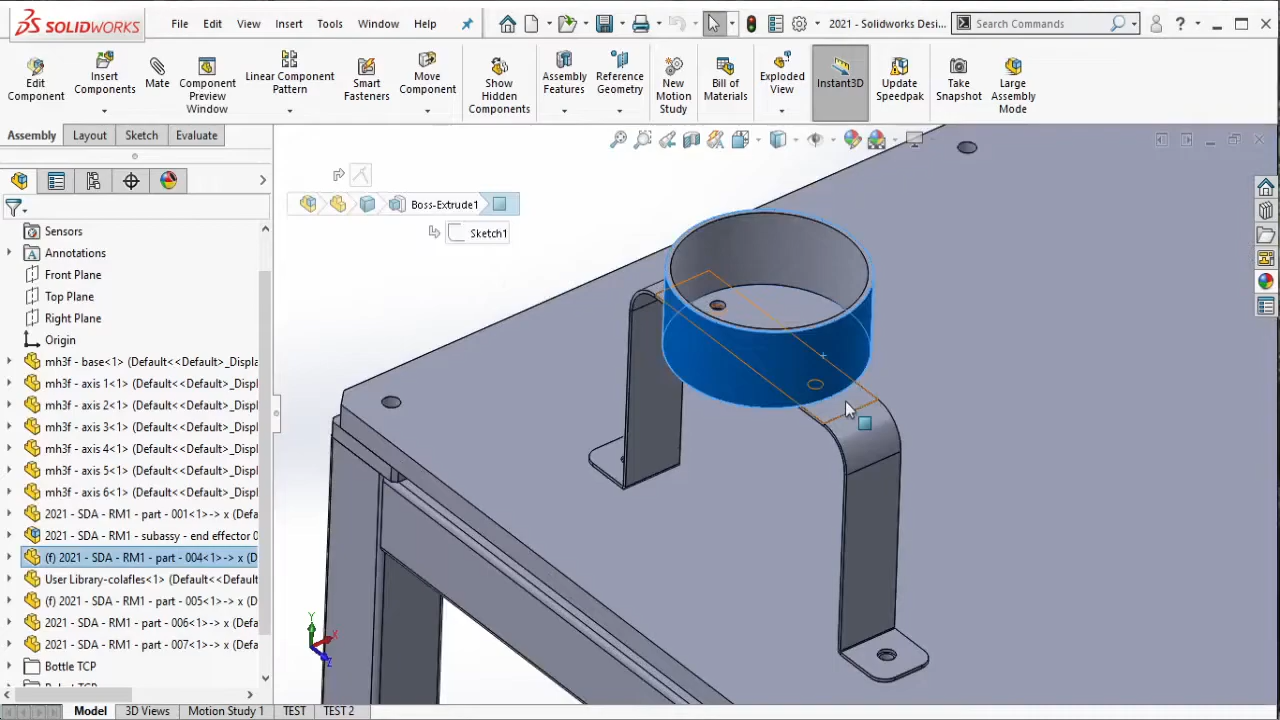 SOLIDWORKS File Edit View Insert Tools Window Help 2021 - Solidworks Desi... Search Commands
Edit Component
Insert Components
Mate
Component Preview Window
Linear Component Pattern
Smart Fasteners
Move Component
Show Hidden Components
Assembly Features
Reference Geometry
New Motion Study
Bill of Materials
Exploded View
Instant3D
Update Speedpak
Take Snapshot
Large Assembly Mode
Assembly Layout Sketch Evaluate
Boss-Extrude1
Sketch1
Sensors
Annotations
Front Plane
Top Plane
Right Plane
Origin
mh3f - base<1> (Default<<Default>_Displ
mh3f - axis 1<1> (Default<<Default>_Disp
mh3f - axis 2<1> (Default<<Default>_Disp
mh3f - axis 3<1> (Default<<Default>_Disp
mh3f - axis 4<1> (Default<<Default>_Disp
mh3f - axis 5<1> (Default<<Default>_Disp
mh3f - axis 6<1> (Default<<Default>_Disp
2021 - SDA - RM1 - part - 001<1>-> x (Def
2021 - SDA - RM1 - subassy - end effector 0
(f) 2021 - SDA - RM1 - part - 004<1>-> x (D
User Library-colafles<1> (Default<<Default
(f) 2021 - SDA - RM1 - part - 005<1>-> x (D
2021 - SDA - RM1 - part - 006<1>-> x (Defa
2021 - SDA - RM1 - part - 007<1>-> x (Defa
Bottle TCP
Y
X
Z
Model 3D Views Motion Study 1 TEST TEST 2